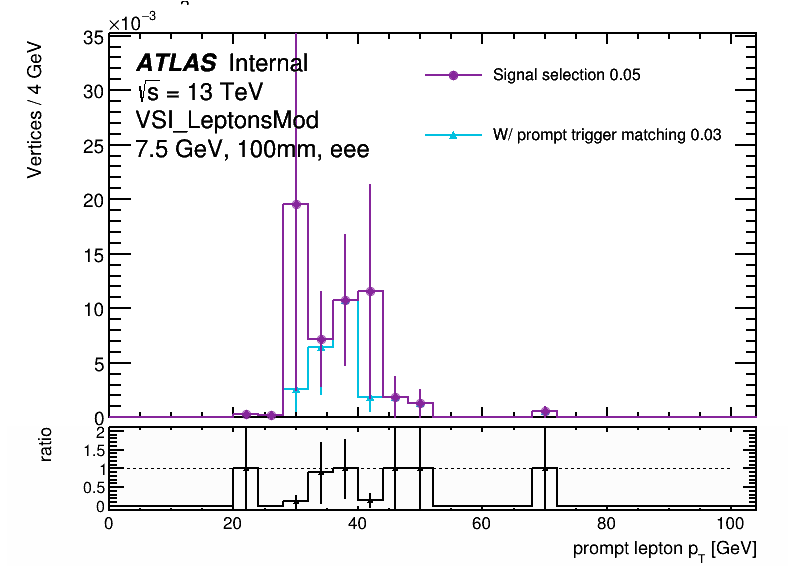 ×10⁻³
35
30
25
20
15
10
5
0
Vertices / 4 GeV
ATLAS Internal
√s = 13 TeV
VSI_LeptonsMod
7.5 GeV, 100mm, eee
Signal selection 0.05
W/ prompt trigger matching 0.03
2
1.5
1
0.5
0
ratio
0 20 40 60 80 100
prompt lepton p_T [GeV]